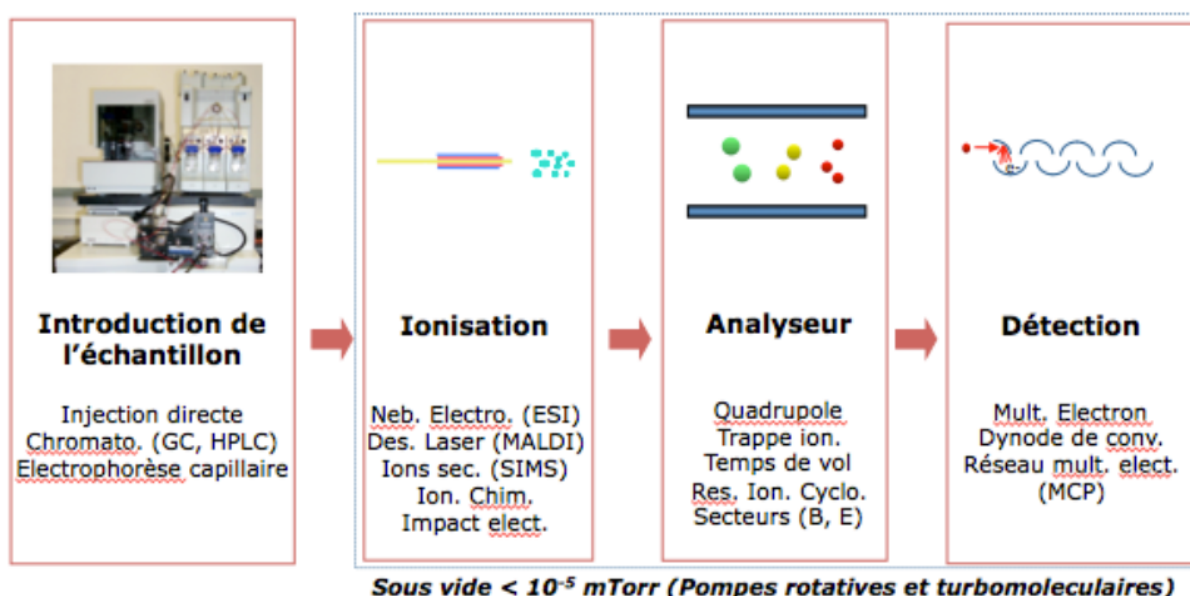 Introduction de
l'échantillon
Injection directe
Chromato. (GC, HPLC)
Electrophorèse capillaire
Ionisation
Neb. Electro. (ESI)
Des. Laser (MALDI)
Ions sec. (SIMS)
Ion. Chim.
Impact elect.
Analyseur
Quadrupole
Trappe ion.
Temps de vol
Res. Ion. Cyclo.
Secteurs (B, E)
e-
Détection
Mult. Electron
Dynode de conv.
Réseau mult. elect.
(MCP)
Sous vide < 10⁻⁵ mTorr (Pompes rotatives et turbomoleculaires)